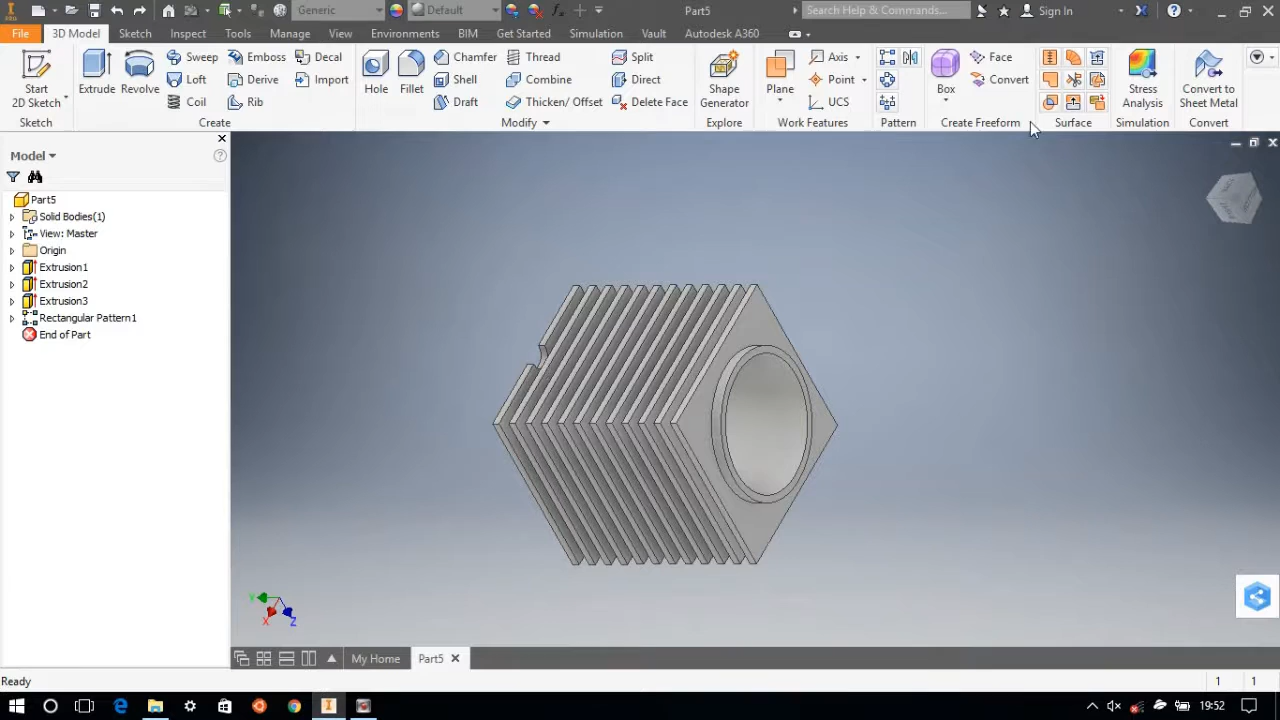 Generic
Default
Part5
Search Help & Commands...
Sign In
File
3D Model
Sketch
Inspect
Tools
Manage
View
Environments
BIM
Get Started
Simulation
Vault
Autodesk A360
Start
2D Sketch
Sketch
Extrude
Revolve
Sweep
Loft
Coil
Emboss
Derive
Rib
Decal
Import
Create
Hole
Fillet
Chamfer
Shell
Draft
Thread
Combine
Thicken/ Offset
Split
Direct
Delete Face
Modify
Shape
Generator
Explore
Plane
Axis
Point
UCS
Work Features
Pattern
Box
Face
Convert
Create Freeform
Surface
Stress
Analysis
Simulation
Convert to
Sheet Metal
Convert
Model
Part5
Solid Bodies(1)
View: Master
Origin
Extrusion1
Extrusion2
Extrusion3
Rectangular Pattern1
End of Part
Y
X
Z
My Home
Part5
Ready
1
1
19:52